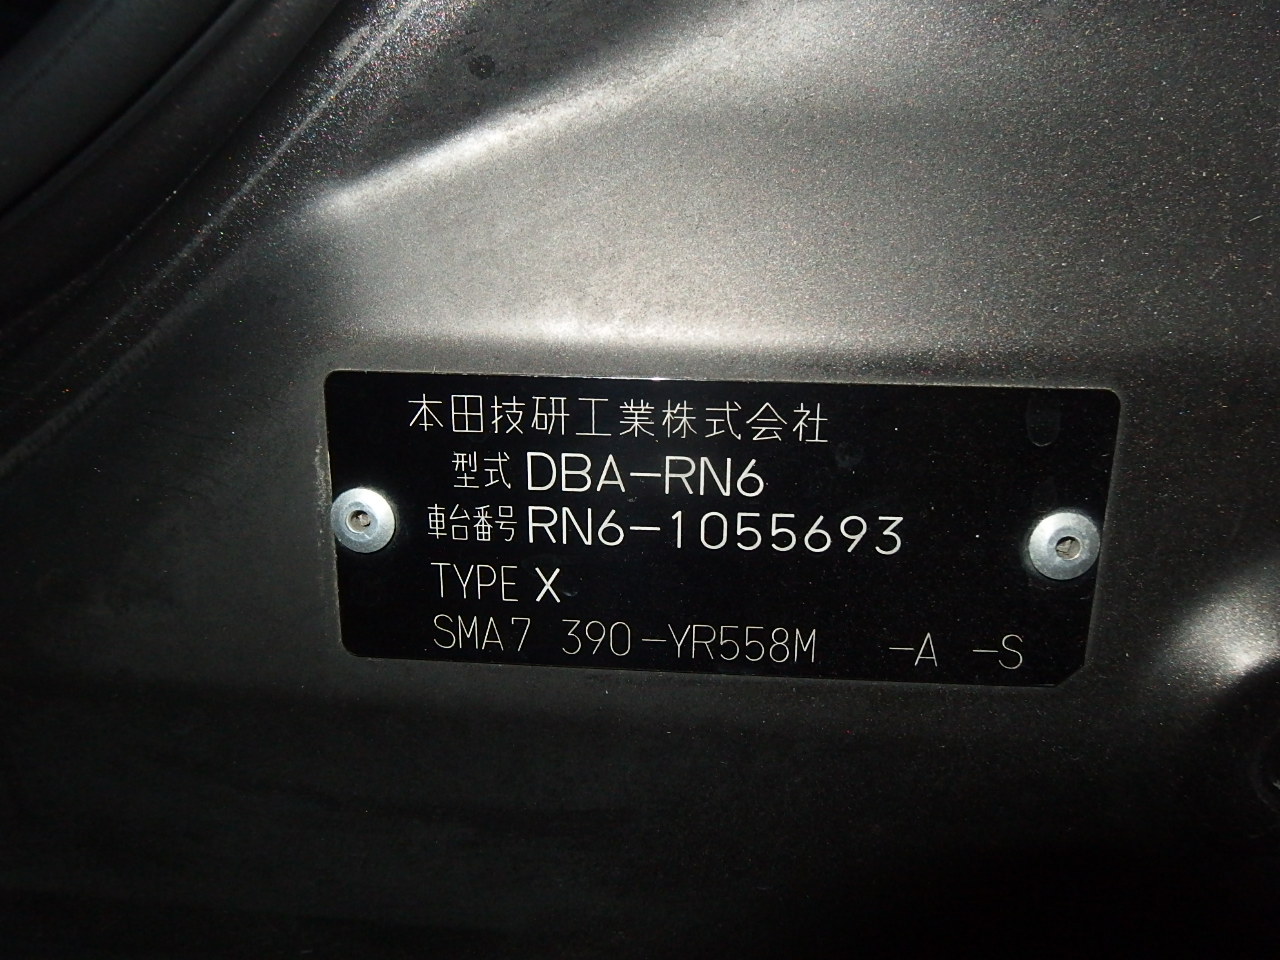 本田技研工業株式会社
型式 DBA-RN6
車台番号 RN6-1055693
TYPE X
SMA7 390-YR558M -A -S